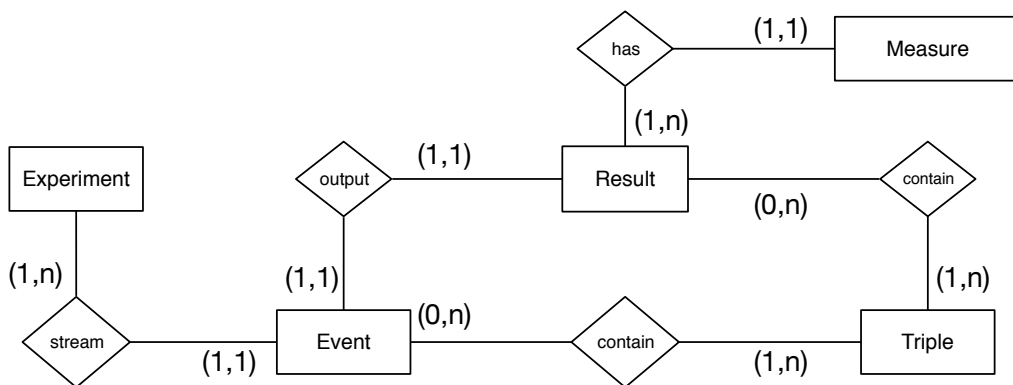 has
(1,1)
Measure
(1,n)
Experiment
output
(1,1)
Result
(0,n)
contain
(1,n)
(1,1)
(1,n)
stream
(1,1)
Event
(0,n)
contain
(1,n)
Triple